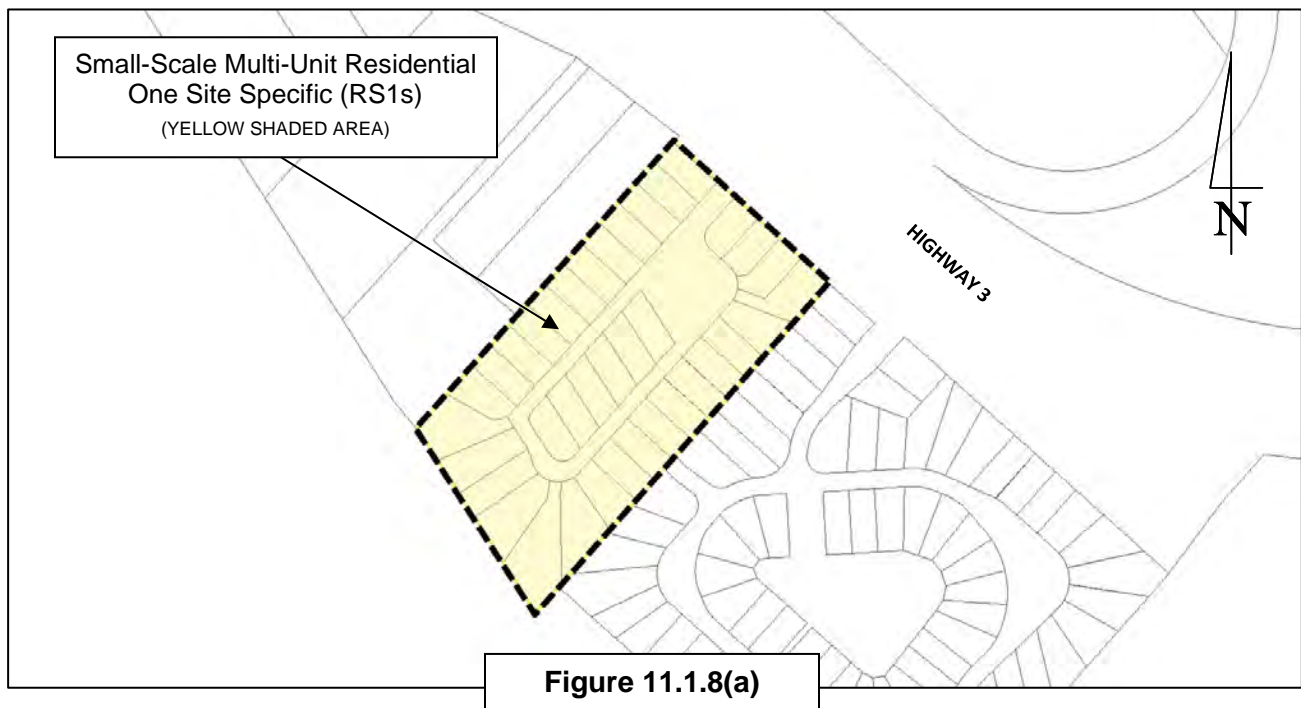 Small-Scale Multi-Unit Residential
One Site Specific (RS1s)
(YELLOW SHADED AREA)
HIGHWAY 3
N
Figure 11.1.8(a)